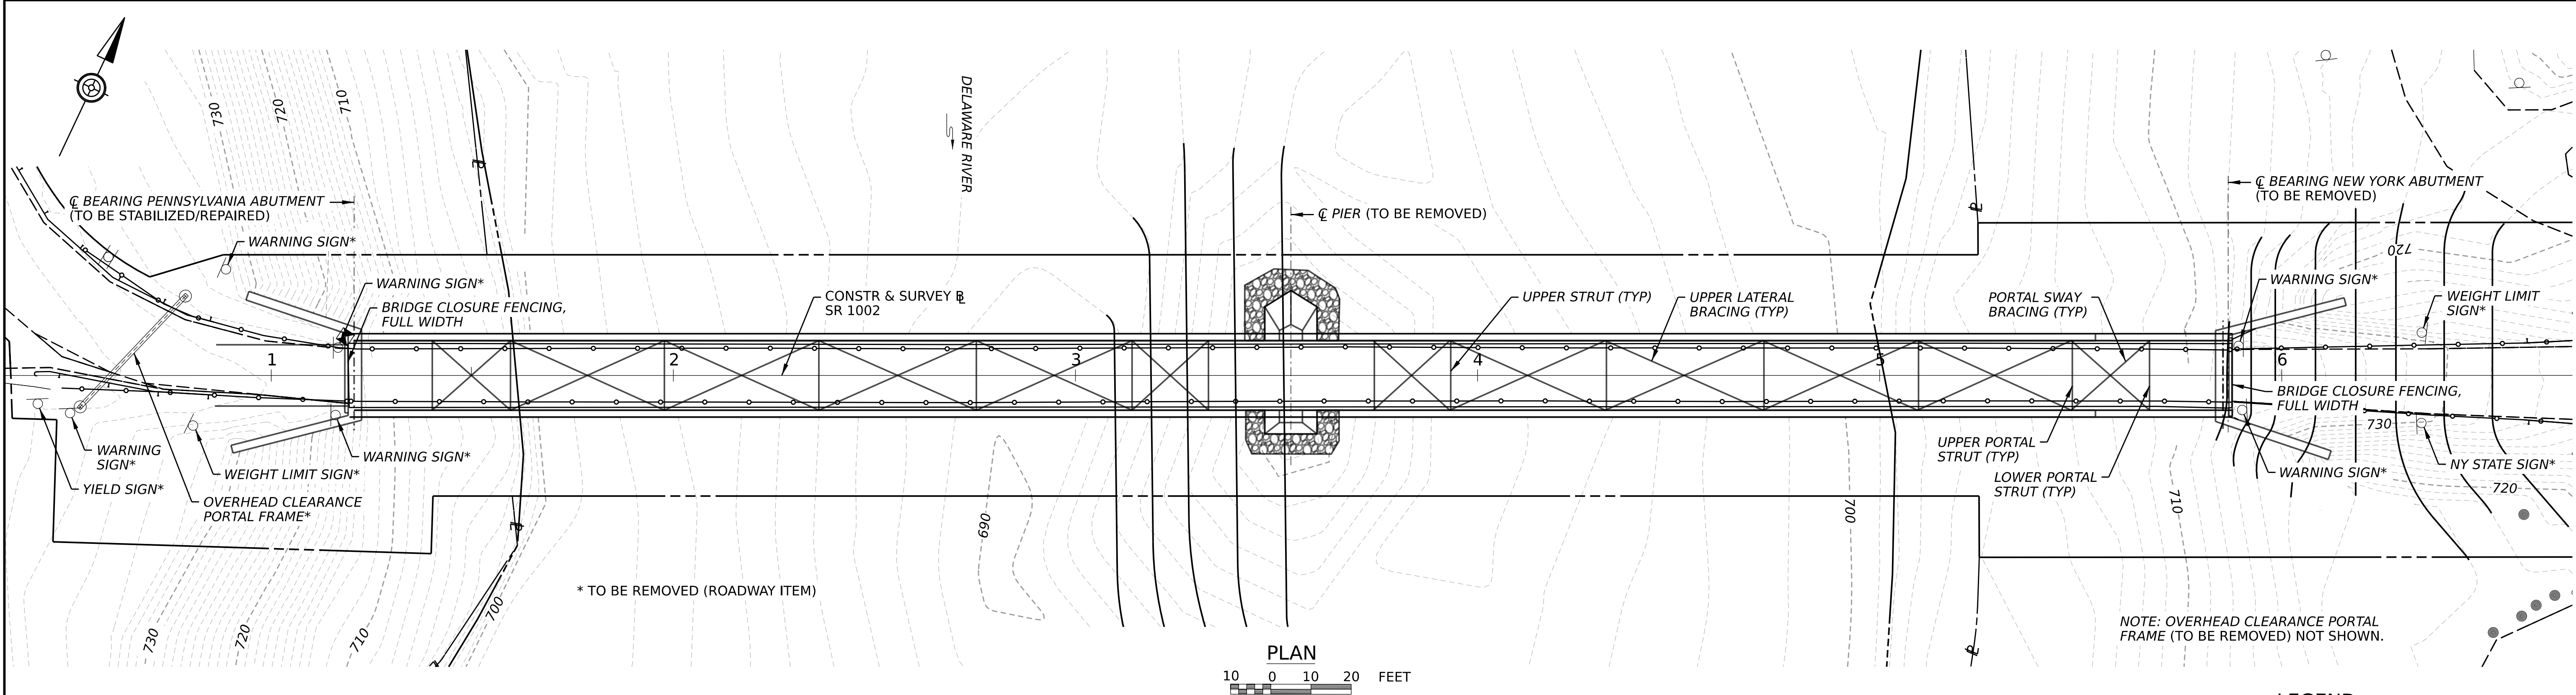 730
720
710
DELAWARE RIVER
℄ BEARING PENNSYLVANIA ABUTMENT
(TO BE STABILIZED/REPAIRED)
WARNING SIGN*
WARNING SIGN*
BRIDGE CLOSURE FENCING,
FULL WIDTH
CONSTR & SURVEY B
SR 1002
℄ PIER (TO BE REMOVED)
UPPER STRUT (TYP)
UPPER LATERAL
BRACING (TYP)
PORTAL SWAY
BRACING (TYP)
℄ BEARING NEW YORK ABUTMENT
(TO BE REMOVED)
720
WARNING SIGN*
WEIGHT LIMIT
SIGN*
1
2
3
4
5
6
BRIDGE CLOSURE FENCING,
FULL WIDTH
730
WARNING
SIGN*
YIELD SIGN*
WEIGHT LIMIT SIGN*
WARNING SIGN*
OVERHEAD CLEARANCE
PORTAL FRAME*
UPPER PORTAL
STRUT (TYP)
LOWER PORTAL
STRUT (TYP)
WARNING SIGN*
NY STATE SIGN*
720
690
700
710
* TO BE REMOVED (ROADWAY ITEM)
730
720
710
700
NOTE: OVERHEAD CLEARANCE PORTAL
FRAME (TO BE REMOVED) NOT SHOWN.
PLAN
10 0 10 20 FEET